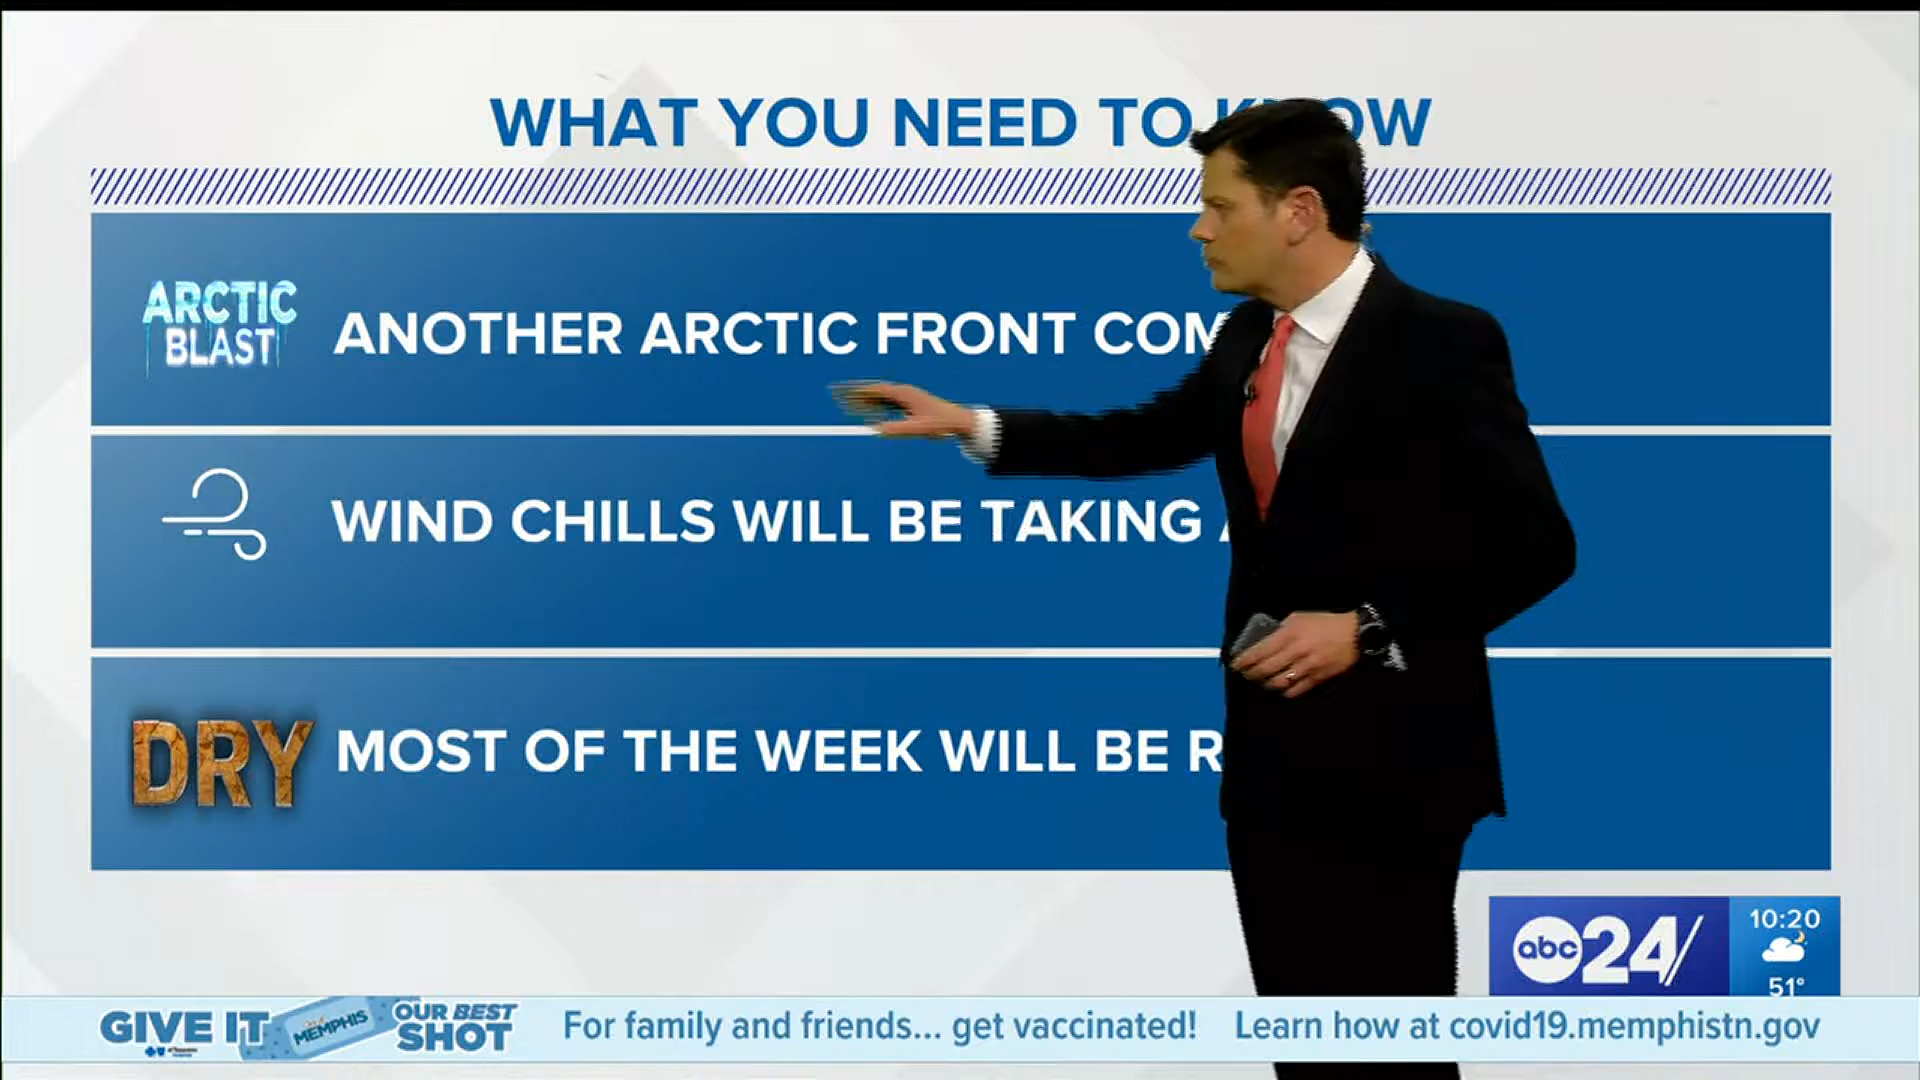 WHAT YOU NEED TO
ARCTIC
BLAST
ANOTHER ARCTIC FRONT COM
WIND CHILLS WILL BE TAKING
DRY
MOST OF THE WEEK WILL BE R
abc 24/
10:20
51°
GIVE IT
MEMPHIS
OUR BEST
SHOT
For family and friends... get vaccinated! Learn how at covid19.memphistn.gov